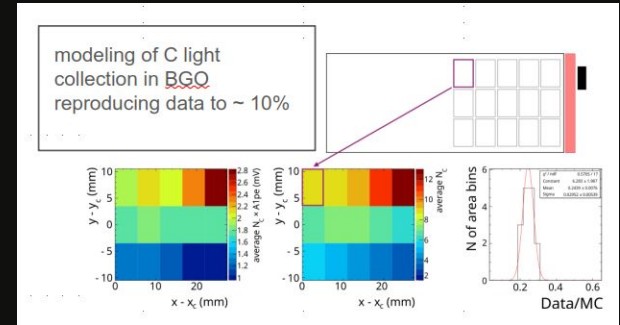 modeling of C light
collection in BGO
reproducing data to ~ 10%
y - y_c (mm)
10
5
0
- 5
- 10
0
10
20
x - x_c (mm)
2.8
2.6
2.4
2.2
2
1.8
1.6
1.4
1.2
1
average N_c × A1pe (mV)
y - y_c (mm)
10
5
0
- 5
- 10
0
10
20
x - x_c (mm)
12
10
8
6
4
2
average N_c
N of area bins
6
4
2
0
0.2
0.4
0.6
Data/MC
Constant
Mean
Sigma